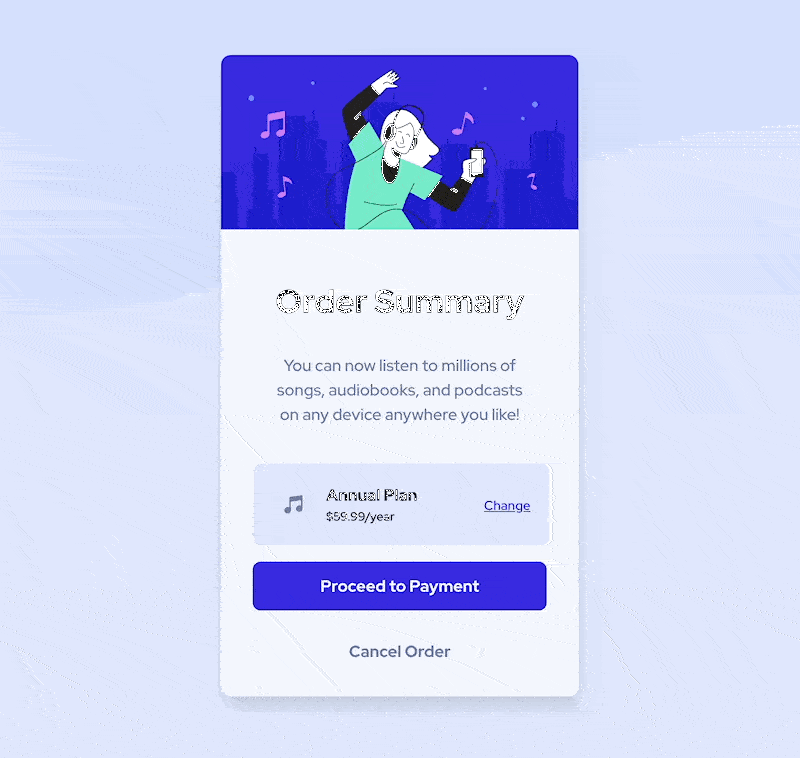 Order Summary
You can now listen to millions of
songs, audiobooks, and podcasts
on any device anywhere you like!
Annual Plan
$59.99/year
Change
Proceed to Payment
Cancel Order